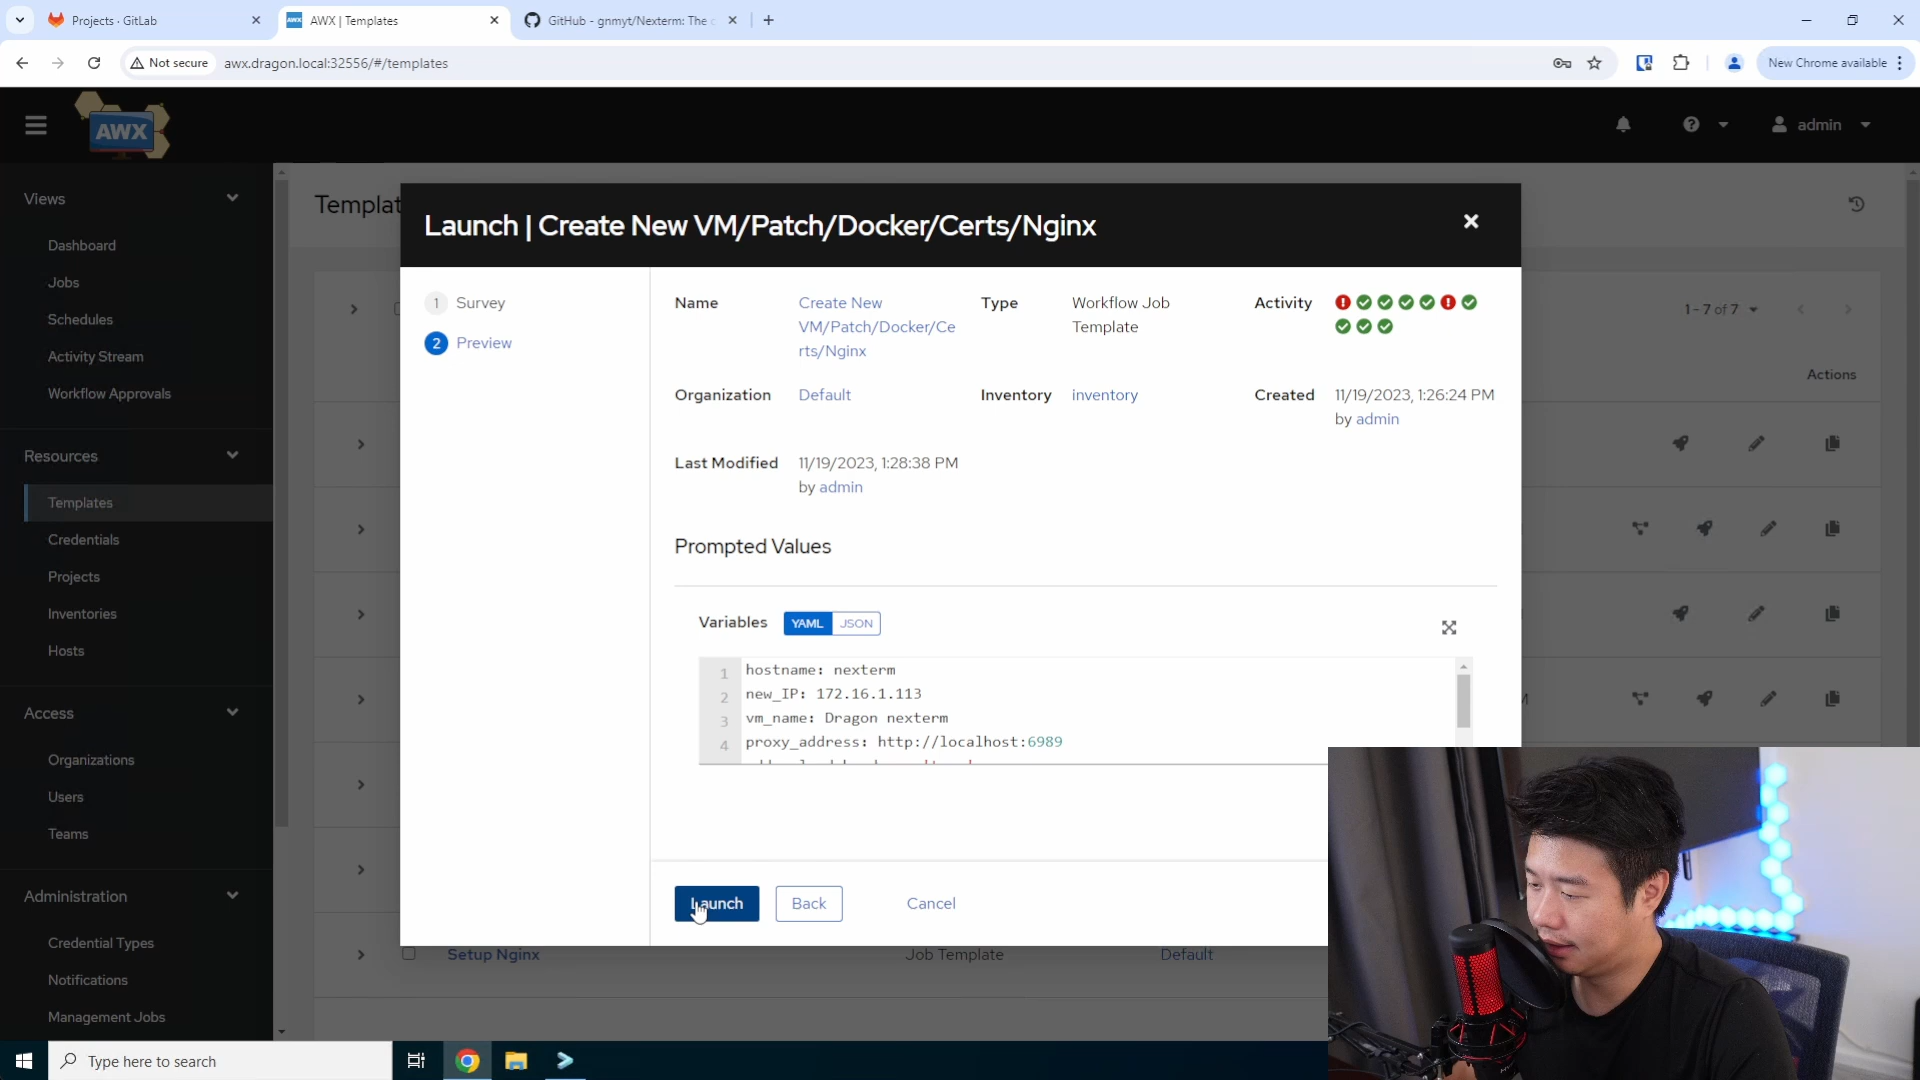 Projects · GitLab
AWX | Templates
GitHub - gnmyt/Nexterm: The
Not secure
awx.dragon.local:32556/#/templates
New Chrome available
AWX
admin
Views
Dashboard
Jobs
Schedules
Activity Stream
Workflow Approvals
Resources
Templates
Credentials
Projects
Inventories
Hosts
Access
Organizations
Users
Teams
Administration
Credential Types
Notifications
Management Jobs
Templat
1 - 7 of 7
Actions
Launch | Create New VM/Patch/Docker/Certs/Nginx
1 Survey
2 Preview
Name
Create New
VM/Patch/Docker/Ce
rts/Nginx
Type
Workflow Job
Template
Activity
Organization
Default
Inventory
inventory
Created
11/19/2023, 1:26:24 PM
by admin
Last Modified
11/19/2023, 1:28:38 PM
by admin
Prompted Values
Variables
YAML
JSON
1 hostname: nexterm
2 new_IP: 172.16.1.113
3 vm_name: Dragon nexterm
4 proxy_address: http://localhost:6989
Launch
Back
Cancel
Setup Nginx
Job Template
Default
Type here to search